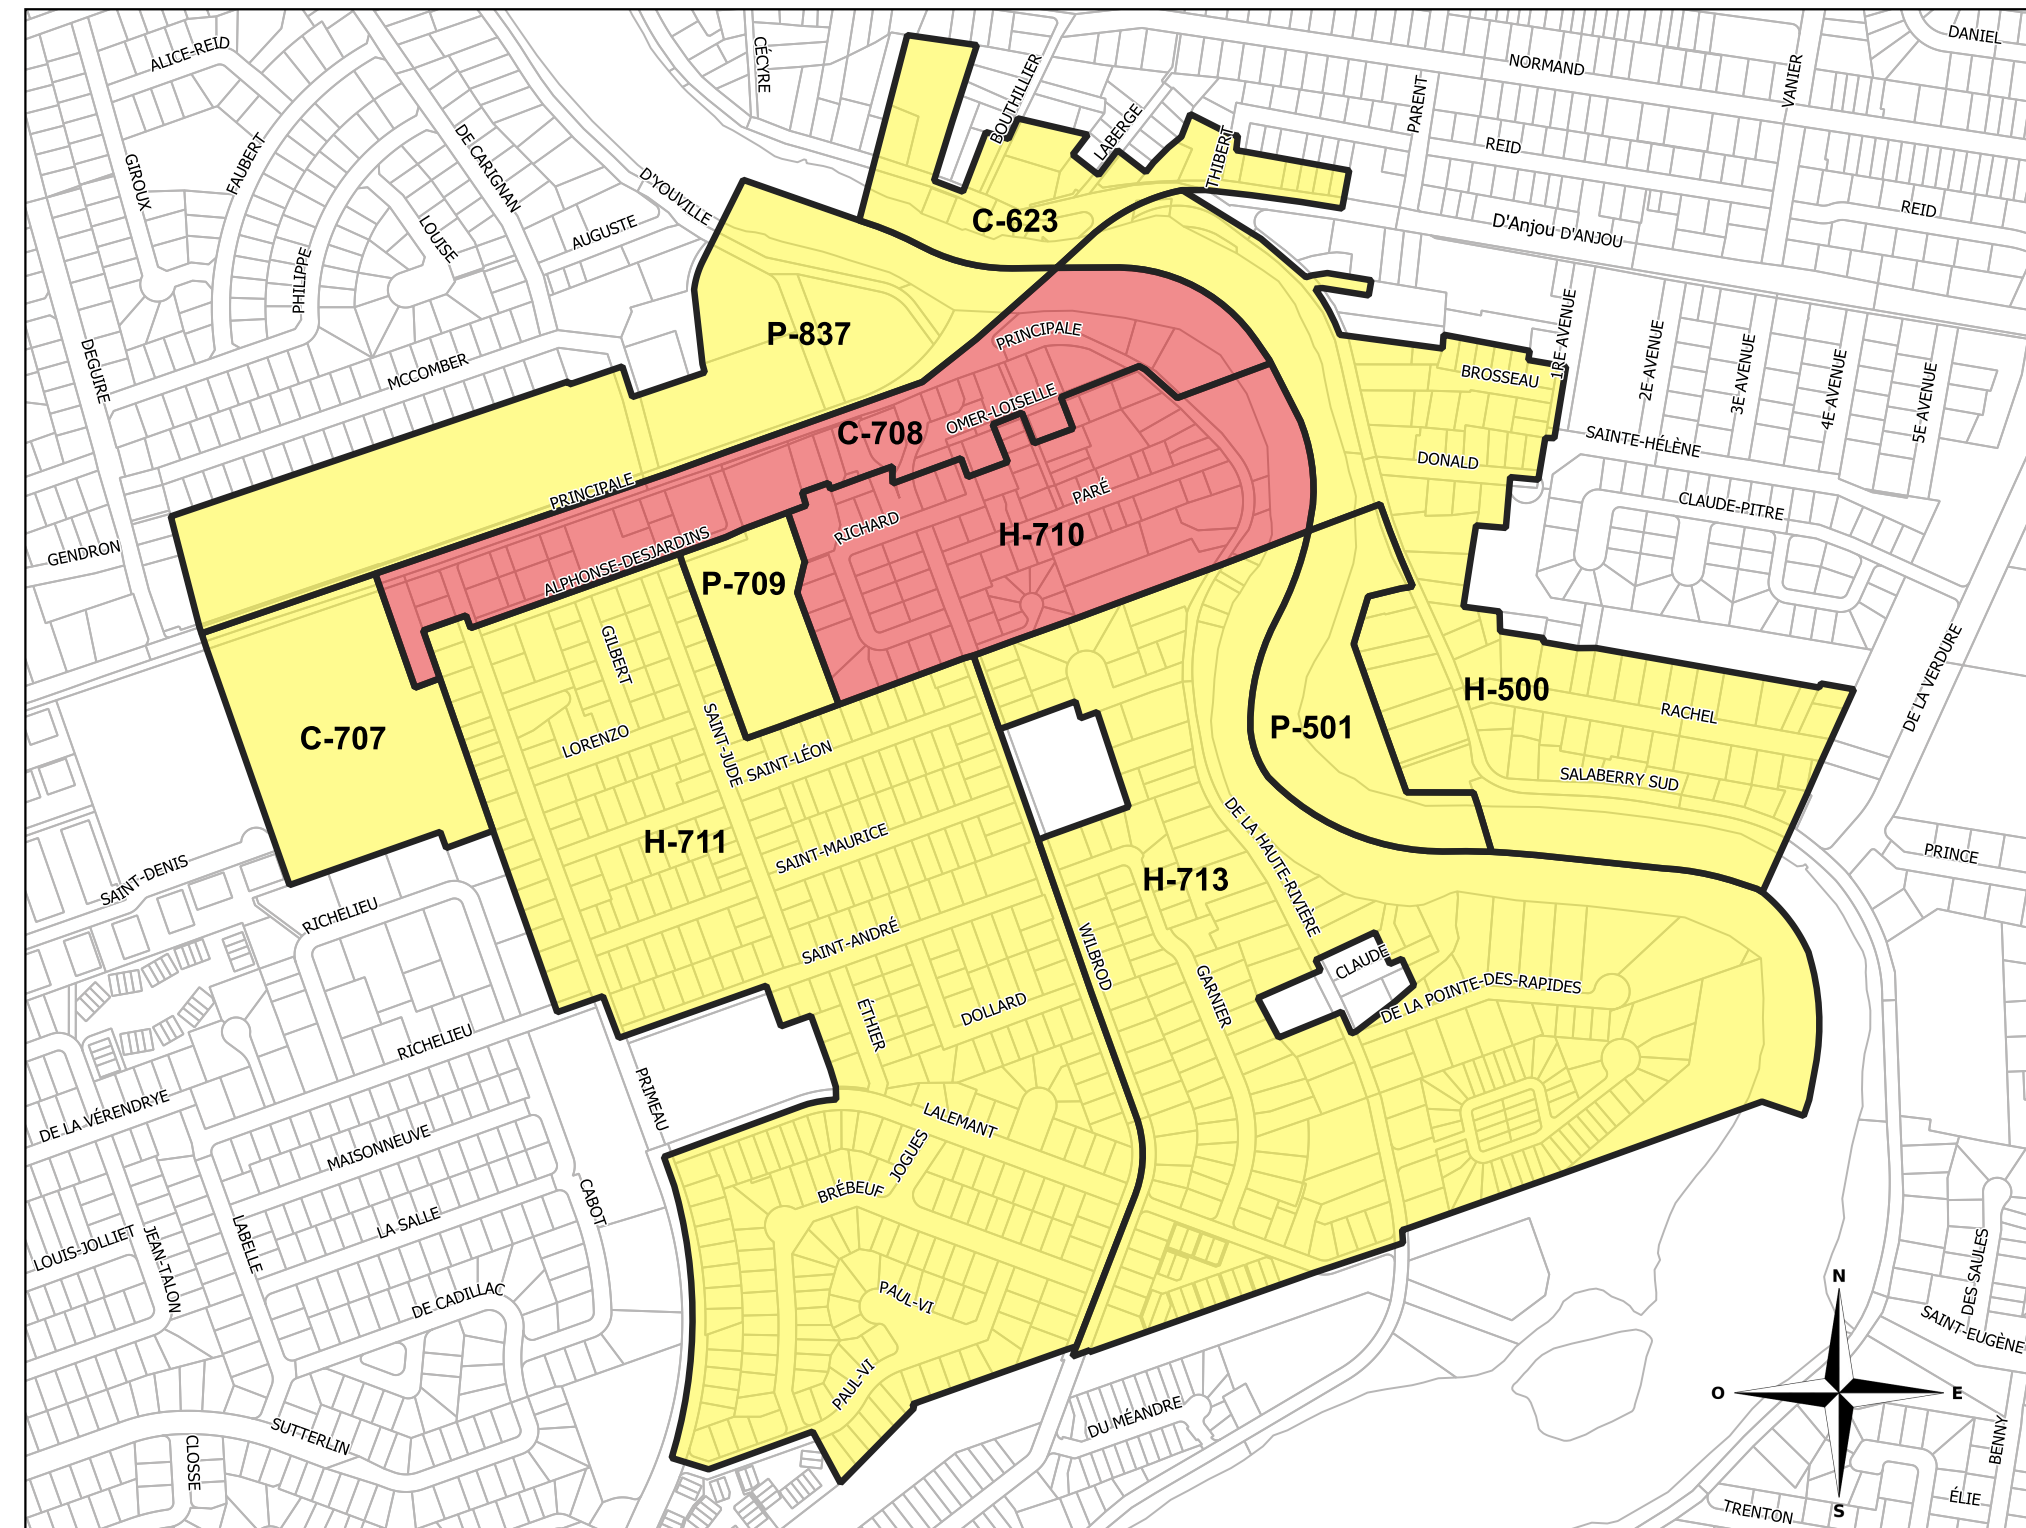 ALICE-REID
CÉCYRE
BOUTHILLIER
NORMAND
DANIEL
VANIER
PARENT
LABERGE
THIBERT
REID
REID
GIROUX
FAUBERT
DE CARIGNAN
D'YOUVILLE
LOUISE
AUGUSTE
PHILIPPE
C-623
D'Anjou D'ANJOU
P-837
PRINCIPALE
MCCOMBER
DEGUIRE
BROSSEAU
1RE AVENUE
2E AVENUE
3E AVENUE
4E AVENUE
5E AVENUE
OMER-LOISELLE
C-708
SAINTE-HÉLÈNE
DONALD
PRINCIPALE
PARÉ
CLAUDE-PITRE
RICHARD
H-710
GENDRON
ALPHONSE-DESJARDINS
P-709
GILBERT
H-500
DE LA VERDURE
RACHEL
P-501
C-707
LORENZO
SAINT-JUDE
SAINT-LÉON
SALABERRY SUD
H-711
SAINT-MAURICE
DE LA HAUTE-RIVIÈRE
PRINCE
SAINT-DENIS
H-713
RICHELIEU
SAINT-ANDRÉ
WILBROD
CLAUDE
GARNIER
DE LA POINTE-DES-RAPIDES
ÉTHIER
DOLLARD
RICHELIEU
PRIMEAU
DE LA VÉRENDRYE
LALEMANT
MAISONNEUVE
JOGUES
BRÉBEUF
CABOT
LA SALLE
LABELLE
LOUIS-JOLLIET
JEAN-TALON
DES SAULES
N
DE CADILLAC
PAUL-VI
SAINT-EUGÈNE
PAUL-VI
O
E
DU MÉANDRE
SUTTERLIN
CLOSSE
BENNY
ÉLIE
S
TRENTON